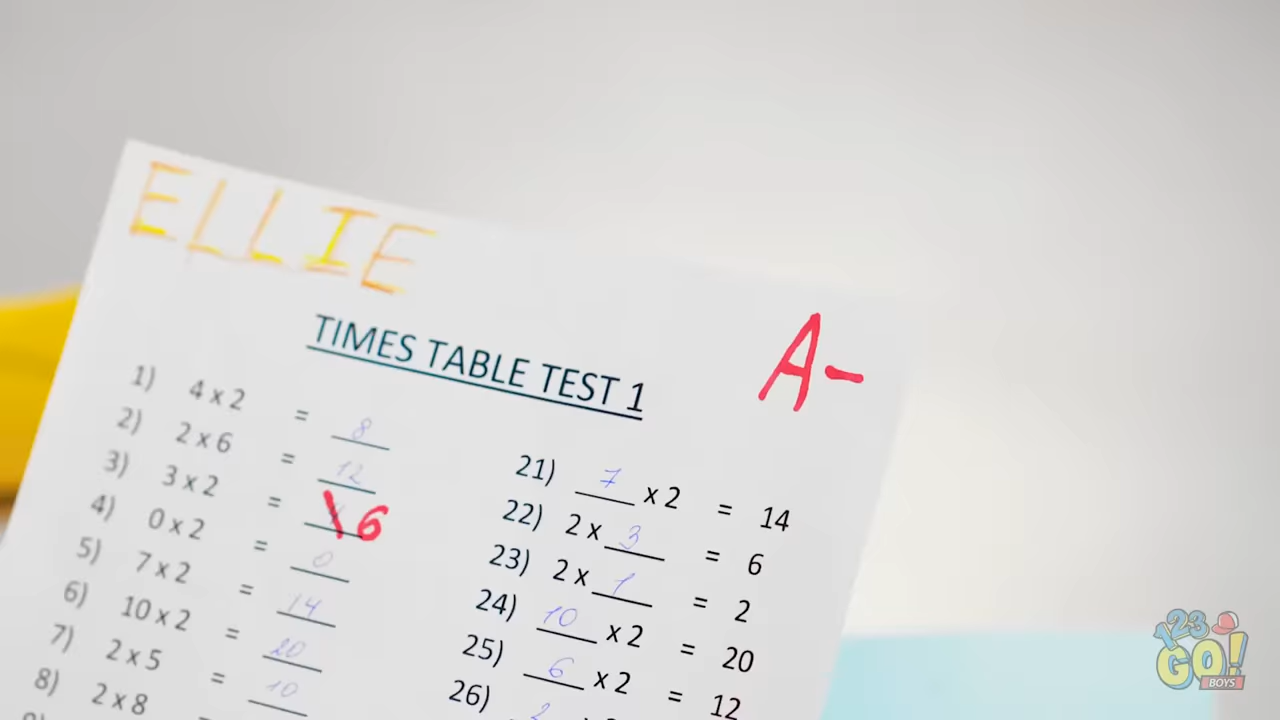 ELLIE
A-
TIMES TABLE TEST 1
1) 4 x 2 = 8
2) 2 x 6 = 12
3) 3 x 2 = 6
4) 0 x 2 = 0
5) 7 x 2 = 14
6) 10 x 2 = 20
7) 2 x 5 = 10
8) 2 x 8
21) 7 x 2 = 14
22) 2 x 3 = 6
23) 2 x 1 = 2
24) 10 x 2 = 20
25) 6 x 2 = 12
26) 2
123
GO!
BOYS